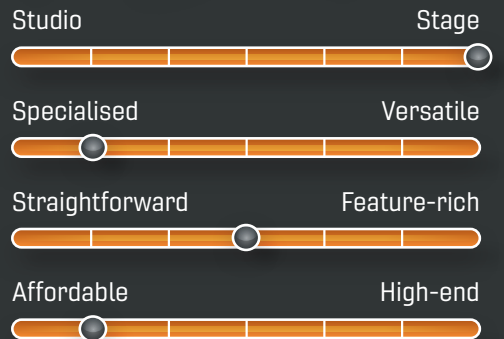 Studio Stage
Specialised Versatile
Straightforward Feature-rich
Affordable High-end